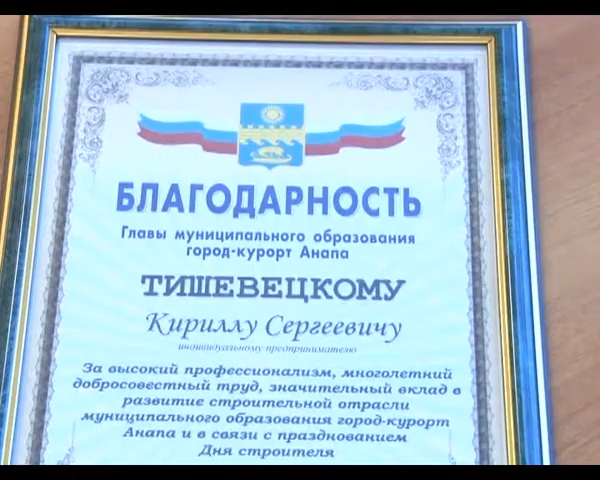 БЛАГОДАРНОСТЬ
Главы муниципального образования
город-курорт Анапа
ТИШЕВЕЦКОМУ
Кириллу Сергеевичу
индивидуальному предпринимателю
За высокий профессионализм, многолетний
добросовестный труд, значительный вклад в
развитие строительной отрасли
муниципального образования город-курорт
Анапа и в связи с празднованием
Дня строителя